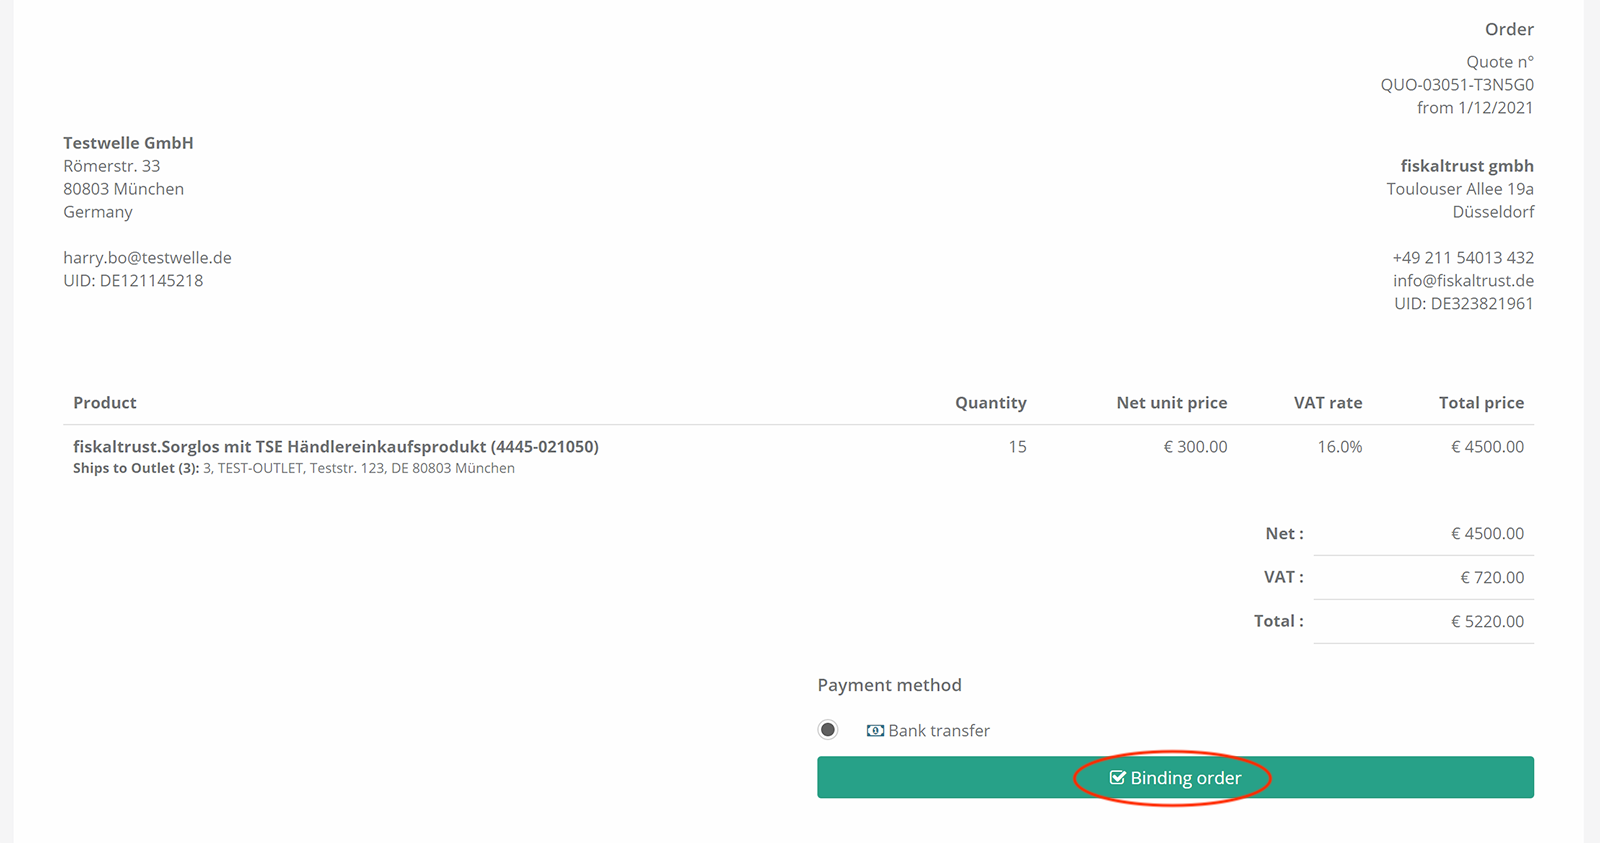 Order
Quote n°
QUO-03051-T3N5G0
from 1/12/2021
Testwelle GmbH
Römerstr. 33
80803 München
Germany
harry.bo@testwelle.de
UID: DE121145218
fiskaltrust gmbh
Toulouser Allee 19a
Düsseldorf
+49 211 54013 432
info@fiskaltrust.de
UID: DE323821961
Product Quantity Net unit price VAT rate Total price
fiskaltrust.Sorglos mit TSE Händlereinkaufsprodukt (4445-021050) 15 € 300.00 16.0% € 4500.00
Ships to Outlet (3): 3, TEST-OUTLET, Teststr. 123, DE 80803 München
Net : € 4500.00
VAT : € 720.00
Total : € 5220.00
Payment method
Bank transfer
Binding order